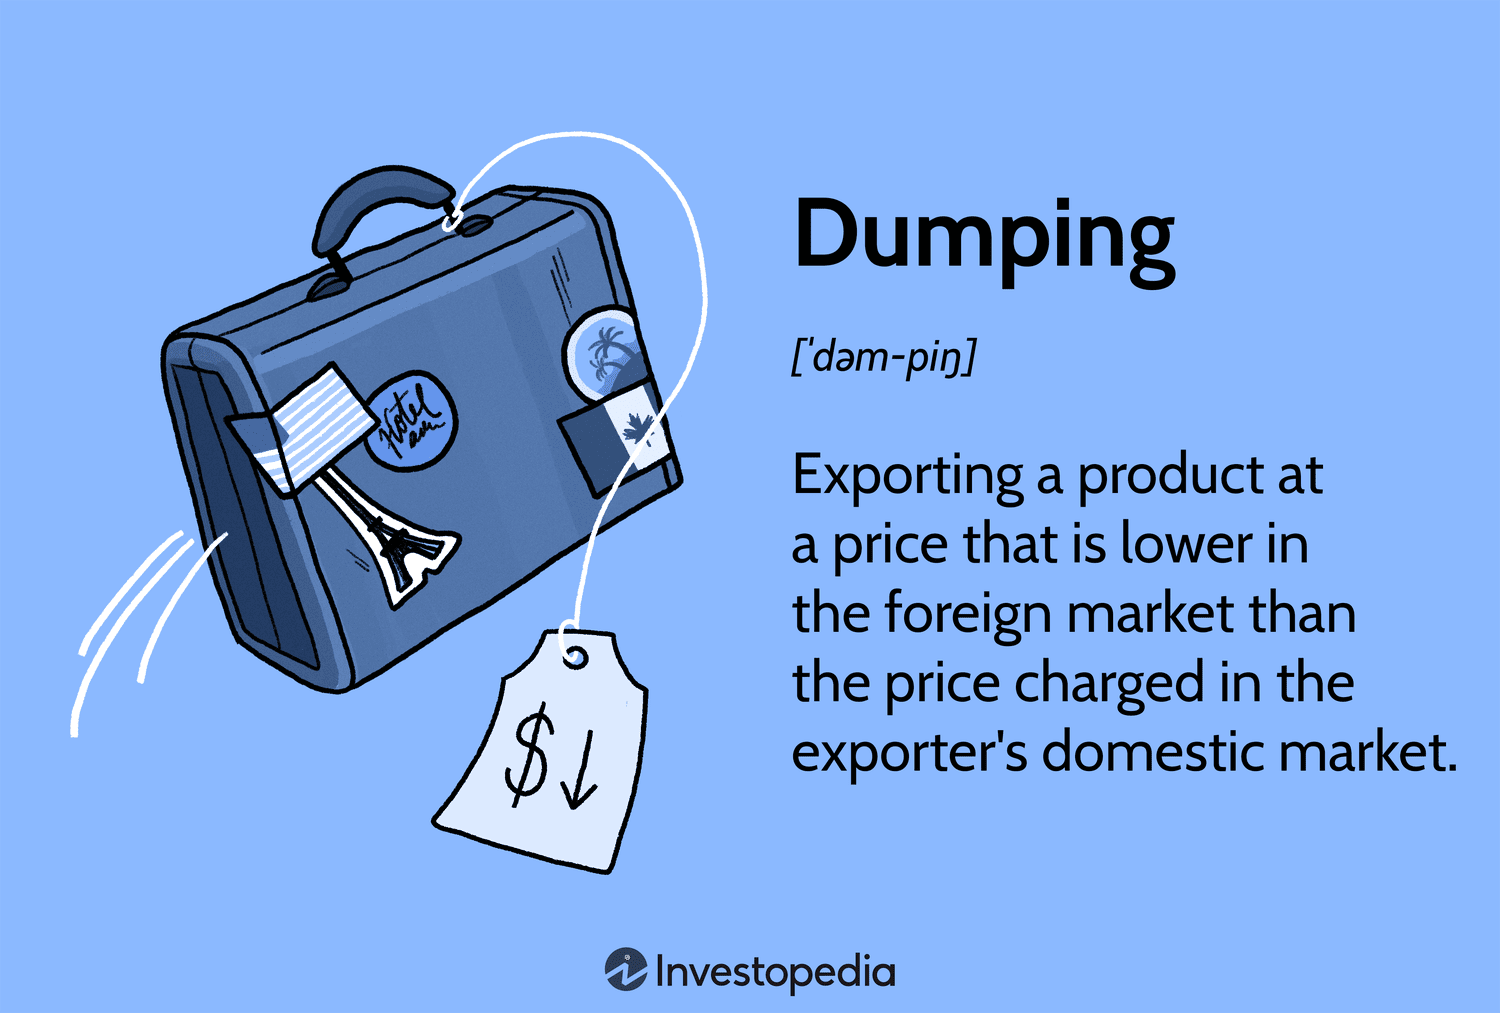 Dumping
[ˈdəm-piŋ]
Exporting a product at
a price that is lower in
the foreign market than
the price charged in the
exporter's domestic market.
Hotel
$↓
Investopedia